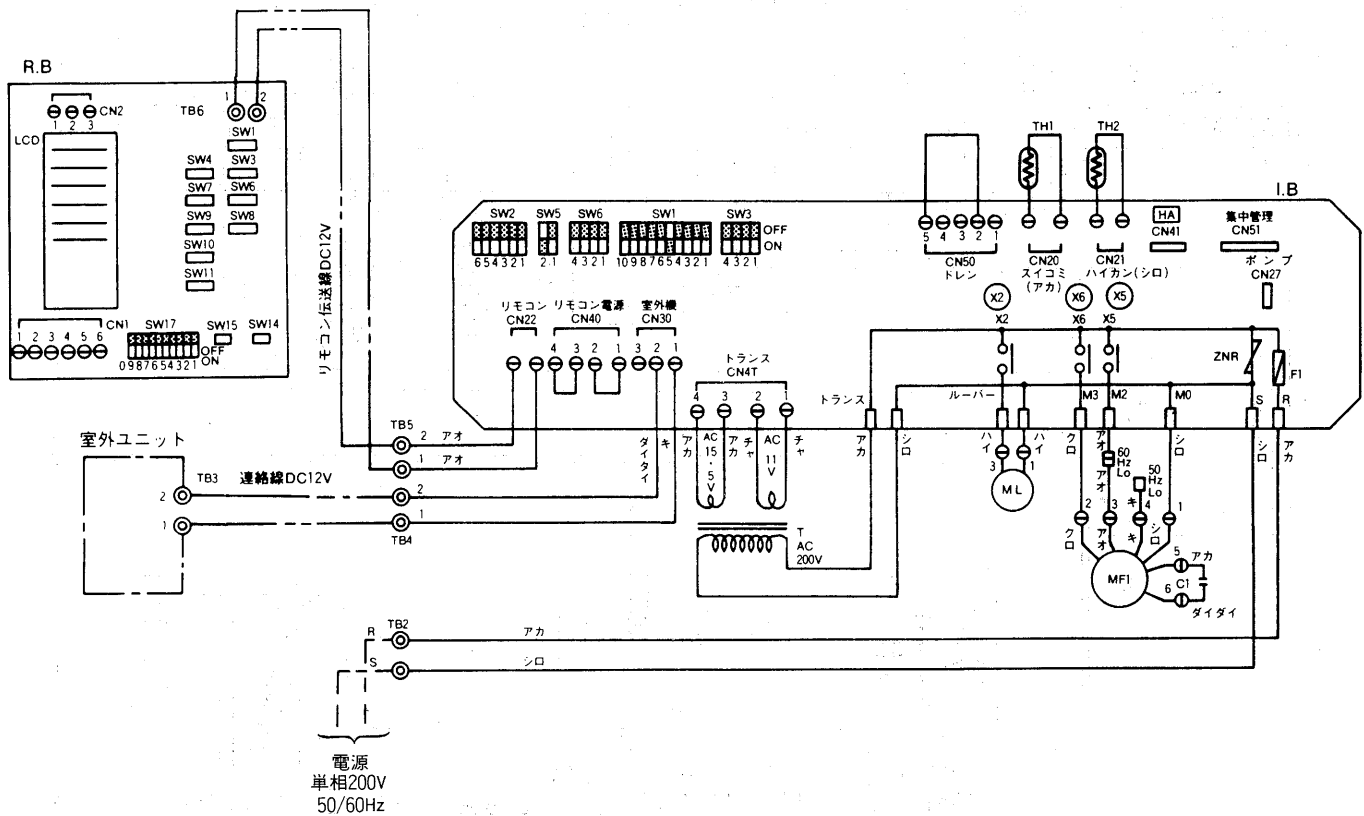 R.B
CN2
1 2 3
LCD
TB6
1 2
SW1
SW4 SW3
SW7 SW6
SW9 SW8
SW10
SW11
CN1
1 2 3 4 5 6
SW17
SW15 SW14
OFF
ON
0987654321
リモコン伝送線DC12V
I.B
SW2 SW5 SW6 SW1 SW3
OFF
ON
654321 21 4321 10987654321 4321
TH1 TH2
5 4 3 2 1
CN50
ドレン
CN20
スイコミ
(アカ)
CN21
ハイカン(シロ)
HA
CN41
集中管理
CN51
ポンプ
CN27
X2 X6 X5
X2 X6 X5
リモコン
CN22
リモコン電源
CN40
室外機
CN30
4 3 2 1 3 2 1
トランス
CN4T
4 3 2 1
トランス
ルーバー
M3 M2 M0 S R
ZNR
F1
ダイダイ
キ
アカ
AC
15.5V
アカ
チャ
AC
11V
チャ
アカ
シロ
ハイ
ハイ
クロ
アオ
シロ
シロ
アカ
60
Hz
Lo
50
Hz
Lo
アオ
キ
3 1
ML
2 3 4 1
クロ
アオ
キ
シロ
MF1
5 アカ
C1
6
ダイダイ
T
AC
200V
TB5
2 アオ
1 アオ
2
1
TB4
室外ユニット
TB3
2
1
連絡線DC12V
TB2
R アカ
S シロ
電源
単相200V
50/60Hz